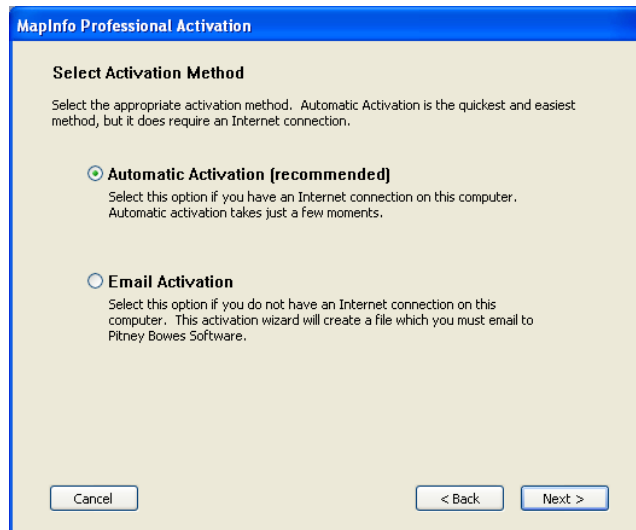 MapInfo Professional Activation
Select Activation Method
Select the appropriate activation method.  Automatic Activation is the quickest and easiest
method, but it does require an Internet connection.
Automatic Activation (recommended)
Select this option if you have an Internet connection on this computer.
Automatic activation takes just a few moments.
Email Activation
Select this option if you do not have an Internet connection on this
computer.  This activation wizard will create a file which you must email to
Pitney Bowes Software.
Cancel
< Back
Next >